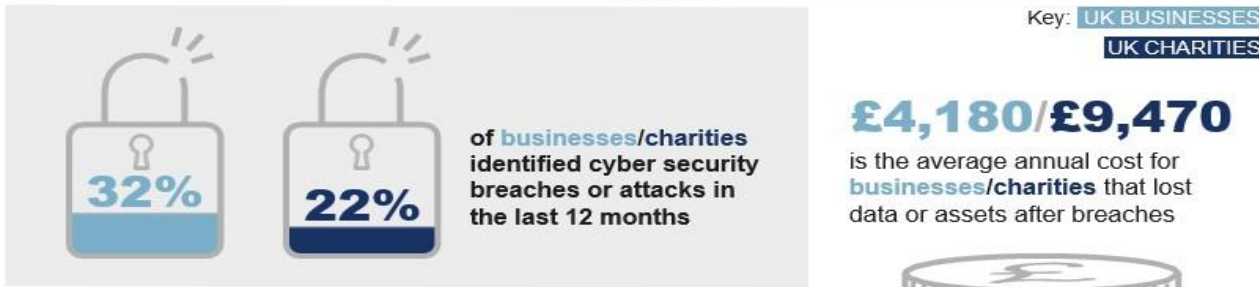 Key: UK BUSINESSES
UK CHARITIES
32%
22%
of businesses/charities
identified cyber security
breaches or attacks in
the last 12 months
£4,180/£9,470
is the average annual cost for
businesses/charities that lost
data or assets after breaches
£